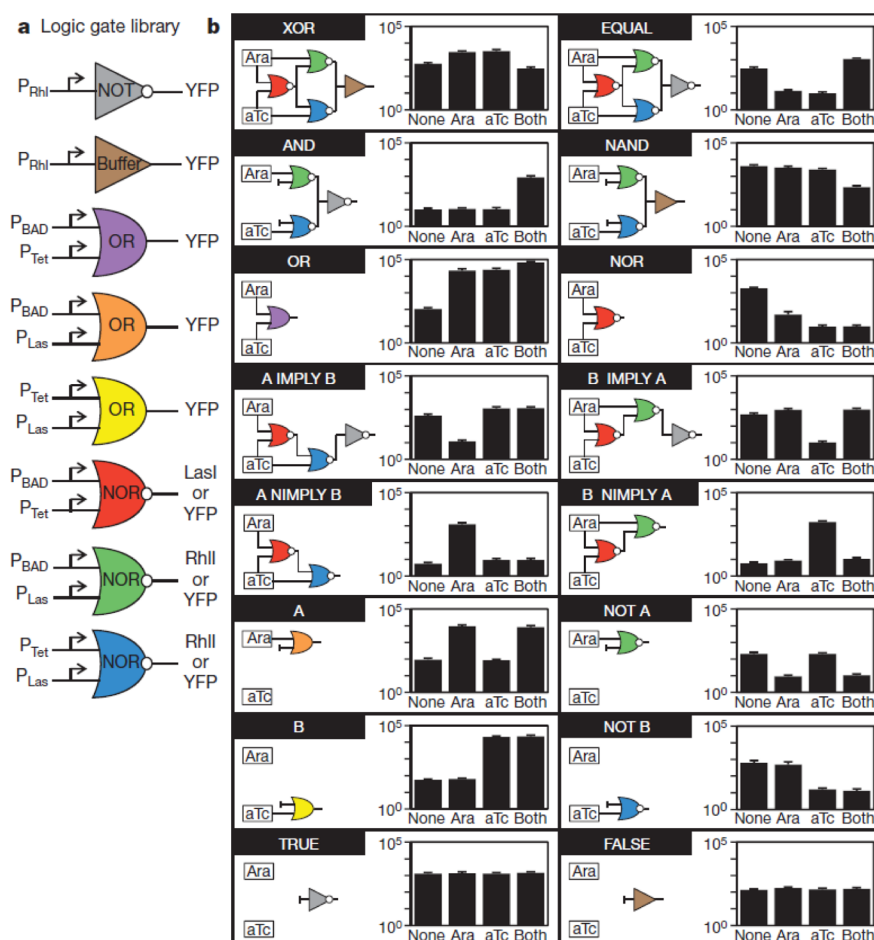 a Logic gate library
P_Rhl NOT YFP
P_Rhl Buffer YFP
P_BAD
P_Tet OR YFP
P_BAD
P_Las OR YFP
P_Tet
P_Las OR YFP
P_BAD
P_Tet NOR LasI or YFP
P_BAD
P_Las NOR RhlI or YFP
P_Tet
P_Las NOR RhlI or YFP
b
XOR
Ara
aTc
10^5
10^0
None Ara aTc Both
EQUAL
Ara
aTc
10^5
10^0
None Ara aTc Both
AND
Ara
aTc
10^5
10^0
None Ara aTc Both
NAND
Ara
aTc
10^5
10^0
None Ara aTc Both
OR
Ara
aTc
10^5
10^0
None Ara aTc Both
NOR
Ara
aTc
10^5
10^0
None Ara aTc Both
A IMPLY B
Ara
aTc
10^5
10^0
None Ara aTc Both
B IMPLY A
Ara
aTc
10^5
10^0
None Ara aTc Both
A NIMPLY B
Ara
aTc
10^5
10^0
None Ara aTc Both
B NIMPLY A
Ara
aTc
10^5
10^0
None Ara aTc Both
A
Ara
aTc
10^5
10^0
None Ara aTc Both
NOT A
Ara
aTc
10^5
10^0
None Ara aTc Both
B
Ara
aTc
10^5
10^0
None Ara aTc Both
NOT B
Ara
aTc
10^5
10^0
None Ara aTc Both
TRUE
Ara
aTc
10^5
10^0
None Ara aTc Both
FALSE
Ara
aTc
10^5
10^0
None Ara aTc Both